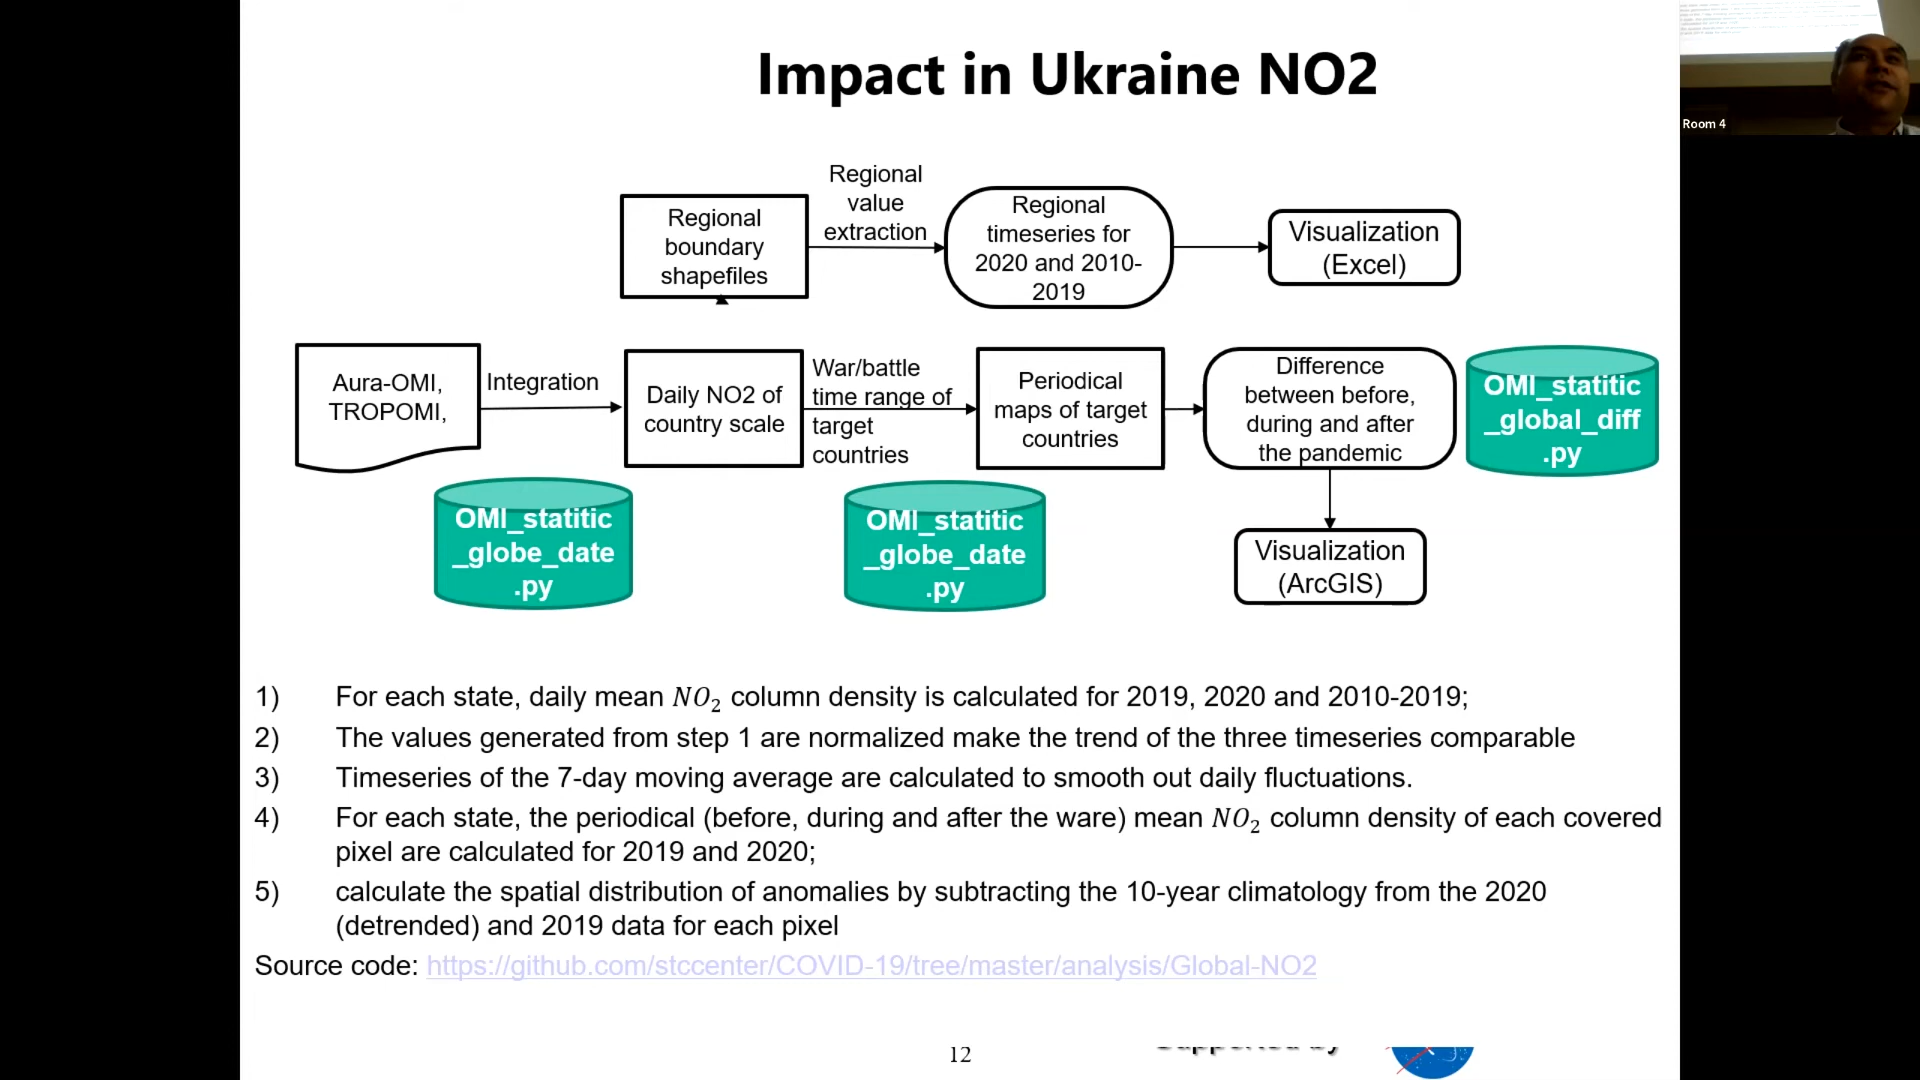 Impact in Ukraine NO2
Room 4
Regional
value
extraction
Regional
boundary
shapefiles
Regional
timeseries for
2020 and 2010-
2019
Visualization
(Excel)
Aura-OMI,
TROPOMI,
Integration
Daily NO2 of
country scale
War/battle
time range of
target
countries
Periodical
maps of target
countries
Difference
between before,
during and after
the pandemic
OMI_statitic
_global_diff
.py
OMI_statitic
_globe_date
.py
OMI_statitic
_globe_date
.py
Visualization
(ArcGIS)
1) For each state, daily mean NO₂ column density is calculated for 2019, 2020 and 2010-2019;
2) The values generated from step 1 are normalized make the trend of the three timeseries comparable
3) Timeseries of the 7-day moving average are calculated to smooth out daily fluctuations.
4) For each state, the periodical (before, during and after the ware) mean NO₂ column density of each covered
pixel are calculated for 2019 and 2020;
5) calculate the spatial distribution of anomalies by subtracting the 10-year climatology from the 2020
(detrended) and 2019 data for each pixel
Source code: https://github.com/stccenter/COVID-19/tree/master/analysis/Global-NO2
12
Supported by